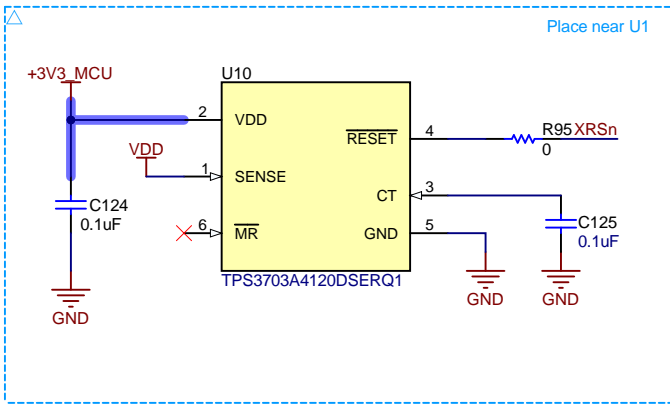 Place near U1
+3V3_MCU
U10
2
VDD
RESET
4
R95
XRSn
0
VDD
1
SENSE
CT
3
C124
0.1uF
6
MR
GND
5
C125
0.1uF
TPS3703A4120DSERQ1
GND
GND
GND